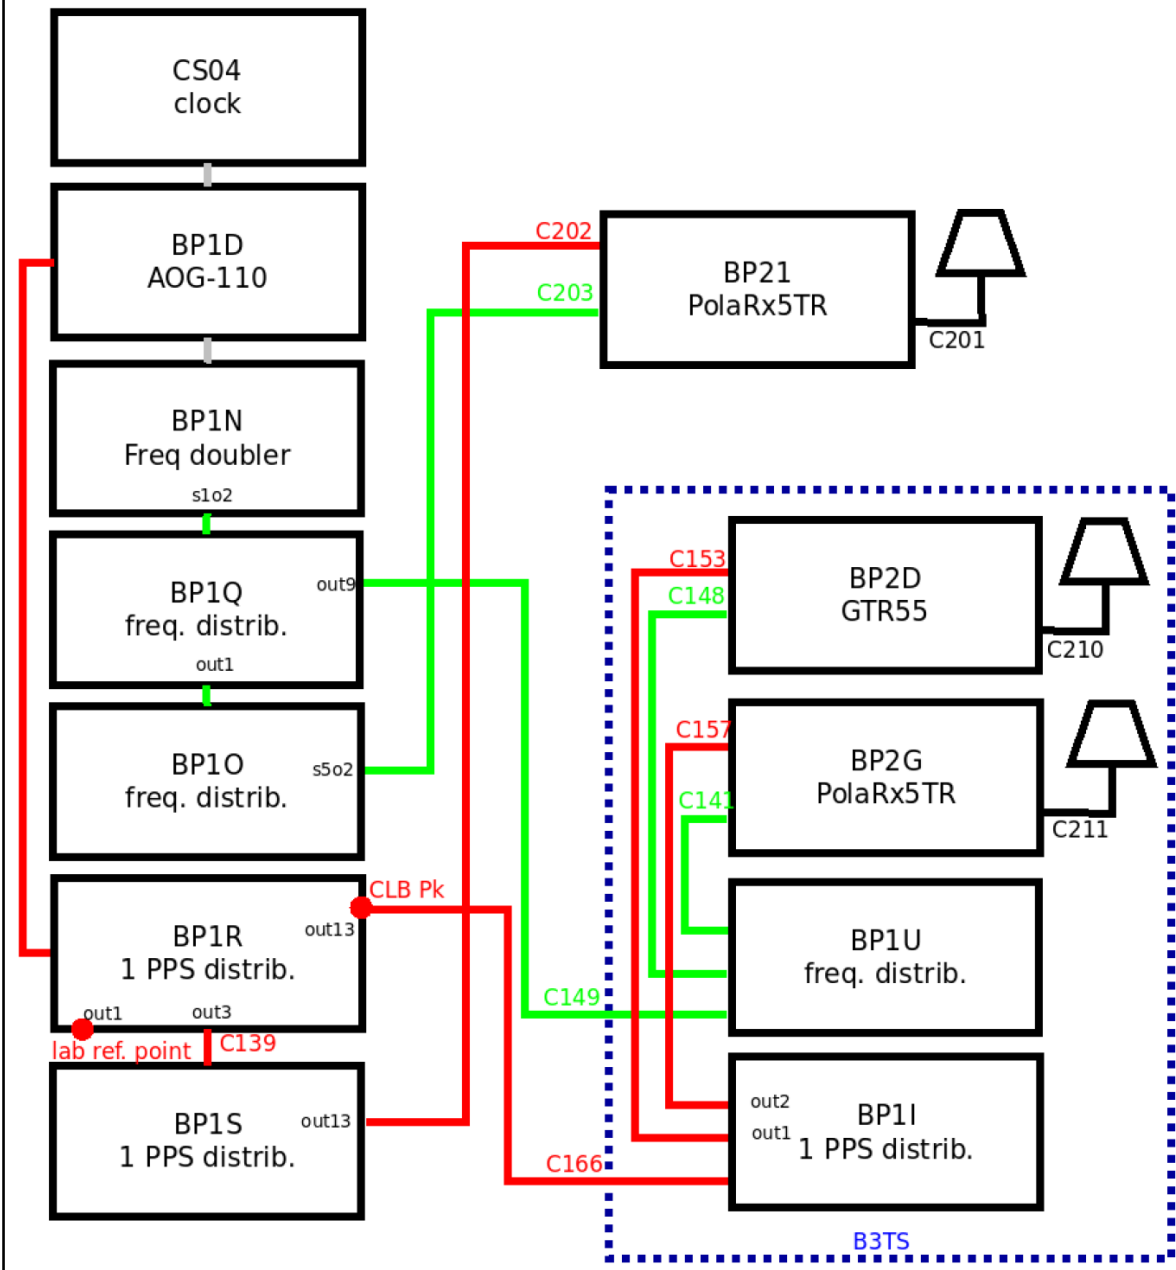 CS04
clock
BP1D
AOG-110
BP1N
Freq doubler
s1o2
out9
BP1Q
freq. distrib.
out1
BP1O
s5o2
freq. distrib.
CLB Pk
out13
BP1R
1 PPS distrib.
out1
out3
lab ref. point
C139
BP1S
out13
1 PPS distrib.
C202
C203
BP21
PolaRx5TR
C201
C153
C148
BP2D
GTR55
C210
C157
C141
BP2G
PolaRx5TR
C211
BP1U
freq. distrib.
C149
out2
out1
BP1I
1 PPS distrib.
C166
B3TS